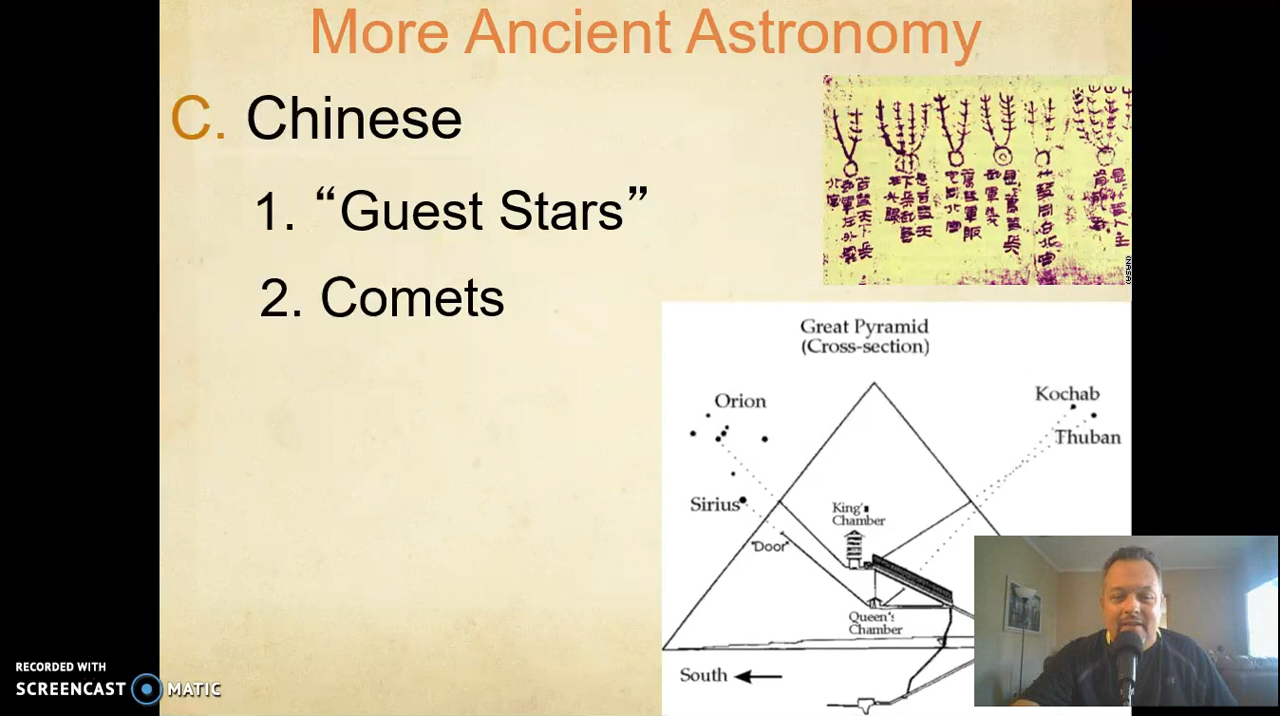 More Ancient Astronomy
C. Chinese
1. “Guest Stars”
2. Comets
(NASA)
Great Pyramid
(Cross-section)
Orion
Kochab
Thuban
Sirius
King's
Chamber
"Door"
Queen's
Chamber
South
RECORDED WITH
SCREENCAST MATIC